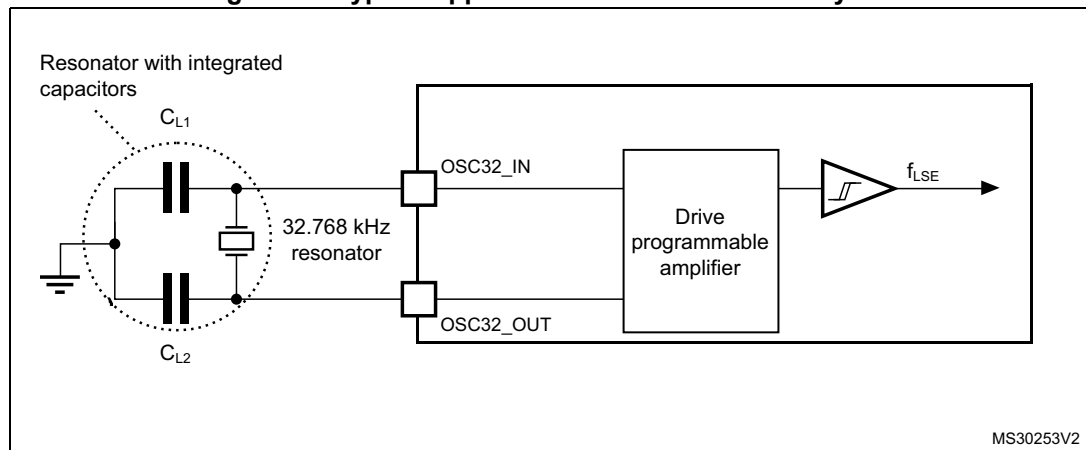 Resonator with integrated
capacitors
CL1
OSC32_IN
fLSE
32.768 kHz
resonator
Drive
programmable
amplifier
OSC32_OUT
CL2
MS30253V2